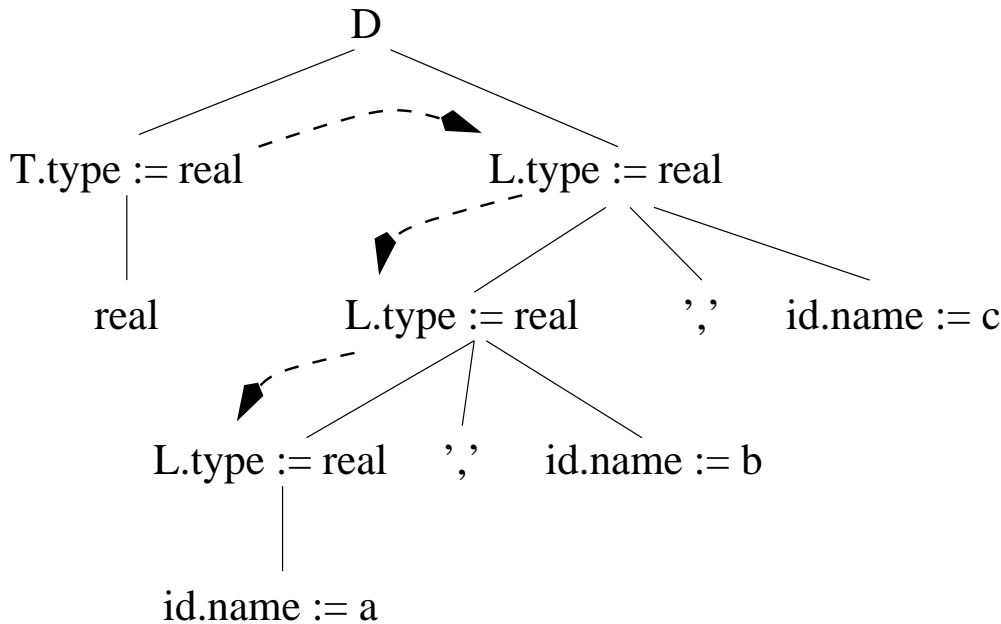 D
T.type := real L.type := real
real L.type := real ’,’ id.name := c
L.type := real ’,’ id.name := b
id.name := a